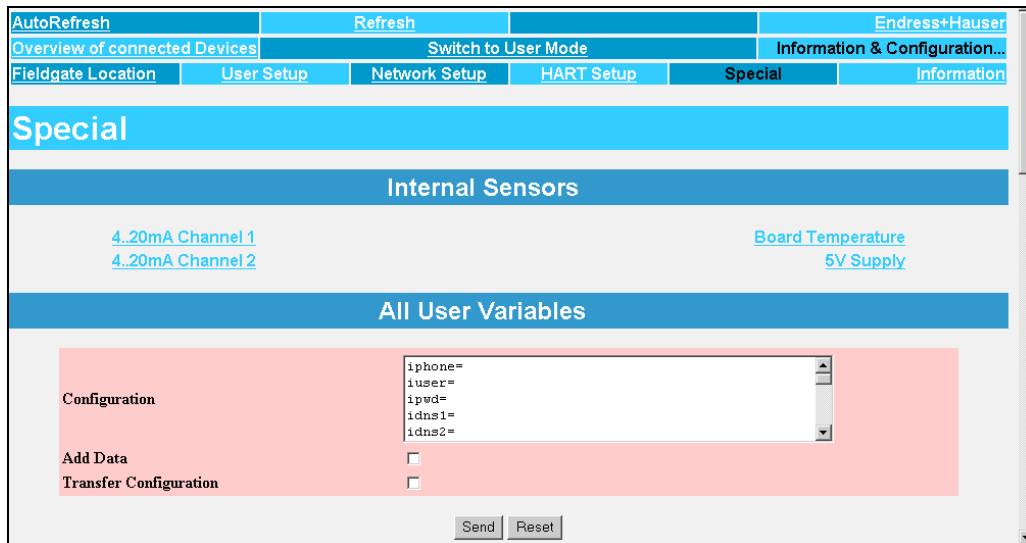 AutoRefresh Refresh Endress+Hauser
Overview of connected Devices Switch to User Mode Information & Configuration...
Fieldgate Location User Setup Network Setup HART Setup Special Information
Special
Internal Sensors
4..20mA Channel 1 Board Temperature
4..20mA Channel 2 5V Supply
All User Variables
iphone=
iuser=
Configuration ipwd=
idns1=
idns2=
Add Data
Transfer Configuration
Send Reset